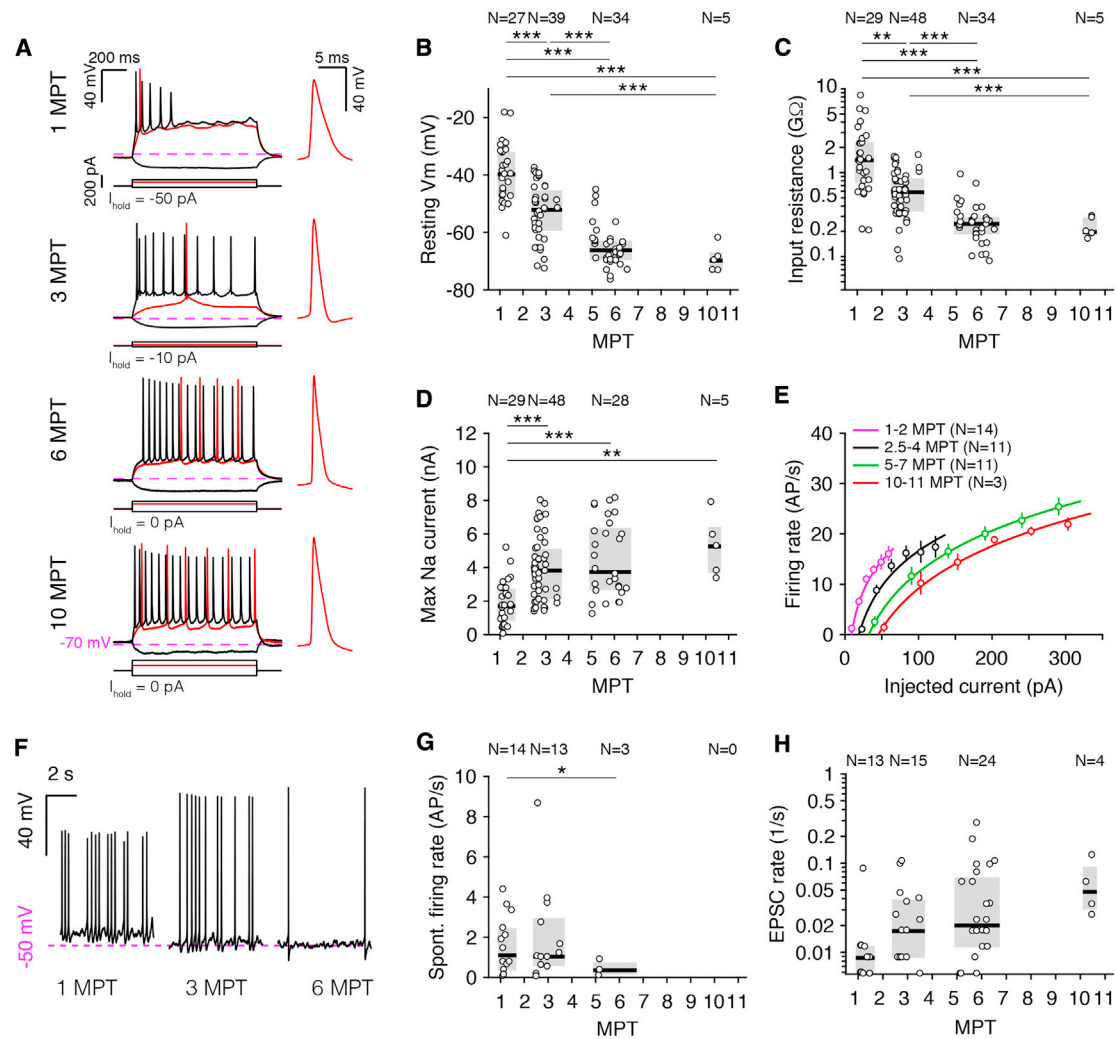 A
200 ms
40 mV
5 ms
40 mV
1 MPT
200 pA
Ihold = -50 pA
3 MPT
Ihold = -10 pA
6 MPT
Ihold = 0 pA
10 MPT
-70 mV
Ihold = 0 pA
B
N=27 N=39 N=34 N=5
*** ***
***
***
***
Resting Vm (mV)
-20
-40
-60
-80
1 2 3 4 5 6 7 8 9 10 11
MPT
C
N=29 N=48 N=34 N=5
** ***
***
***
***
Input resistance (GΩ)
10
5
2
1
0.5
0.2
0.1
1 2 3 4 5 6 7 8 9 10 11
MPT
D
N=29 N=48 N=28 N=5
***
***
**
Max Na current (nA)
12
10
8
6
4
2
0
1 2 3 4 5 6 7 8 9 10 11
MPT
E
1-2 MPT (N=14)
2.5-4 MPT (N=11)
5-7 MPT (N=11)
10-11 MPT (N=3)
Firing rate (AP/s)
40
30
20
10
0
0 100 200 300
Injected current (pA)
F
2 s
40 mV
-50 mV
1 MPT 3 MPT 6 MPT
G
N=14 N=13 N=3 N=0
*
Spont. firing rate (AP/s)
10
8
6
4
2
0
1 2 3 4 5 6 7 8 9 10 11
MPT
H
N=13 N=15 N=24 N=4
EPSC rate (1/s)
1
0.5
0.2
0.1
0.05
0.02
0.01
1 2 3 4 5 6 7 8 9 10 11
MPT